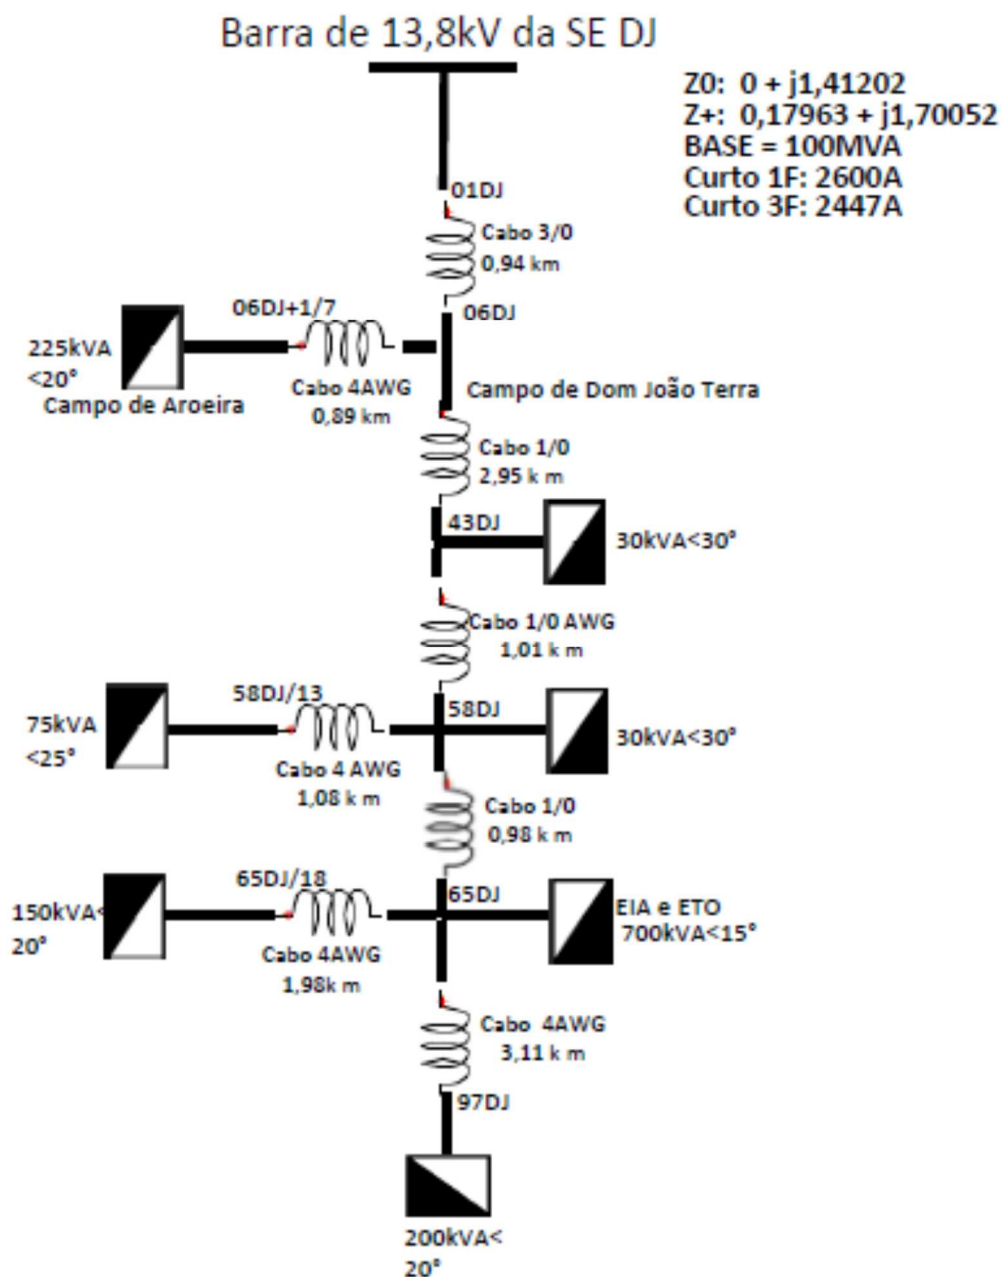 Barra de 13,8kV da SE DJ
Z0: 0 + j1,41202
Z+: 0,17963 + j1,70052
BASE = 100MVA
Curto 1F: 2600A
Curto 3F: 2447A
01DJ
Cabo 3/0
0,94 km
06DJ+1/7
06DJ
225kVA
<20°
Campo de Aroeira
Cabo 4AWG
0,89 km
Campo de Dom João Terra
Cabo 1/0
2,95 k m
43DJ
30kVA<30°
Cabo 1/0 AWG
1,01 k m
58DJ/13
58DJ
75kVA
<25°
30kVA<30°
Cabo 4 AWG
1,08 k m
Cabo 1/0
0,98 k m
65DJ/18
65DJ
150kVA<
20°
EIA e ETO
700kVA<15°
Cabo 4AWG
1,98k m
Cabo 4AWG
3,11 k m
97DJ
200kVA<
20°